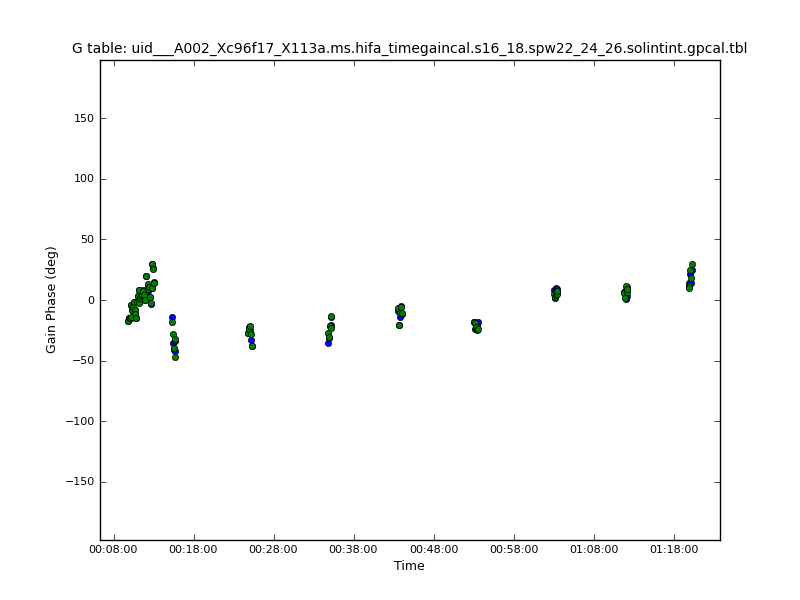 G table: uid___A002_Xc96f17_X113a.ms.hifa_timegaincal.s16_18.spw22_24_26.solintint.gpcal.tbl
150
100
50
0
−50
−100
−150
Gain Phase (deg)
00:08:00 00:18:00 00:28:00 00:38:00 00:48:00 00:58:00 01:08:00 01:18:00
Time